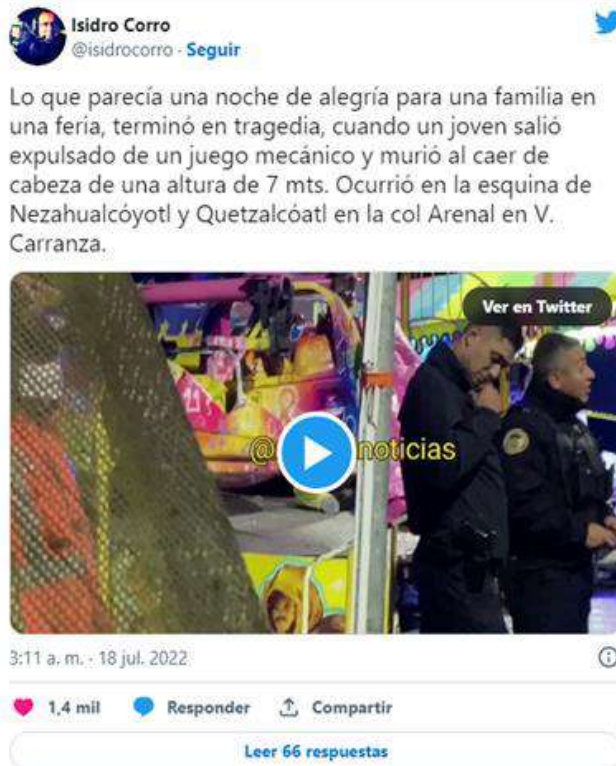 Isidro Corro
@isidrocorro · Seguir
Lo que parecía una noche de alegría para una familia en
una feria, terminó en tragedia, cuando un joven salió
expulsado de un juego mecánico y murió al caer de
cabeza de una altura de 7 mts. Ocurrió en la esquina de
Nezahualcóyotl y Quetzalcóatl en la col Arenal en V.
Carranza.
Ver en Twitter
noticias
3:11 a. m. · 18 jul. 2022
1,4 mil Responder Compartir
Leer 66 respuestas